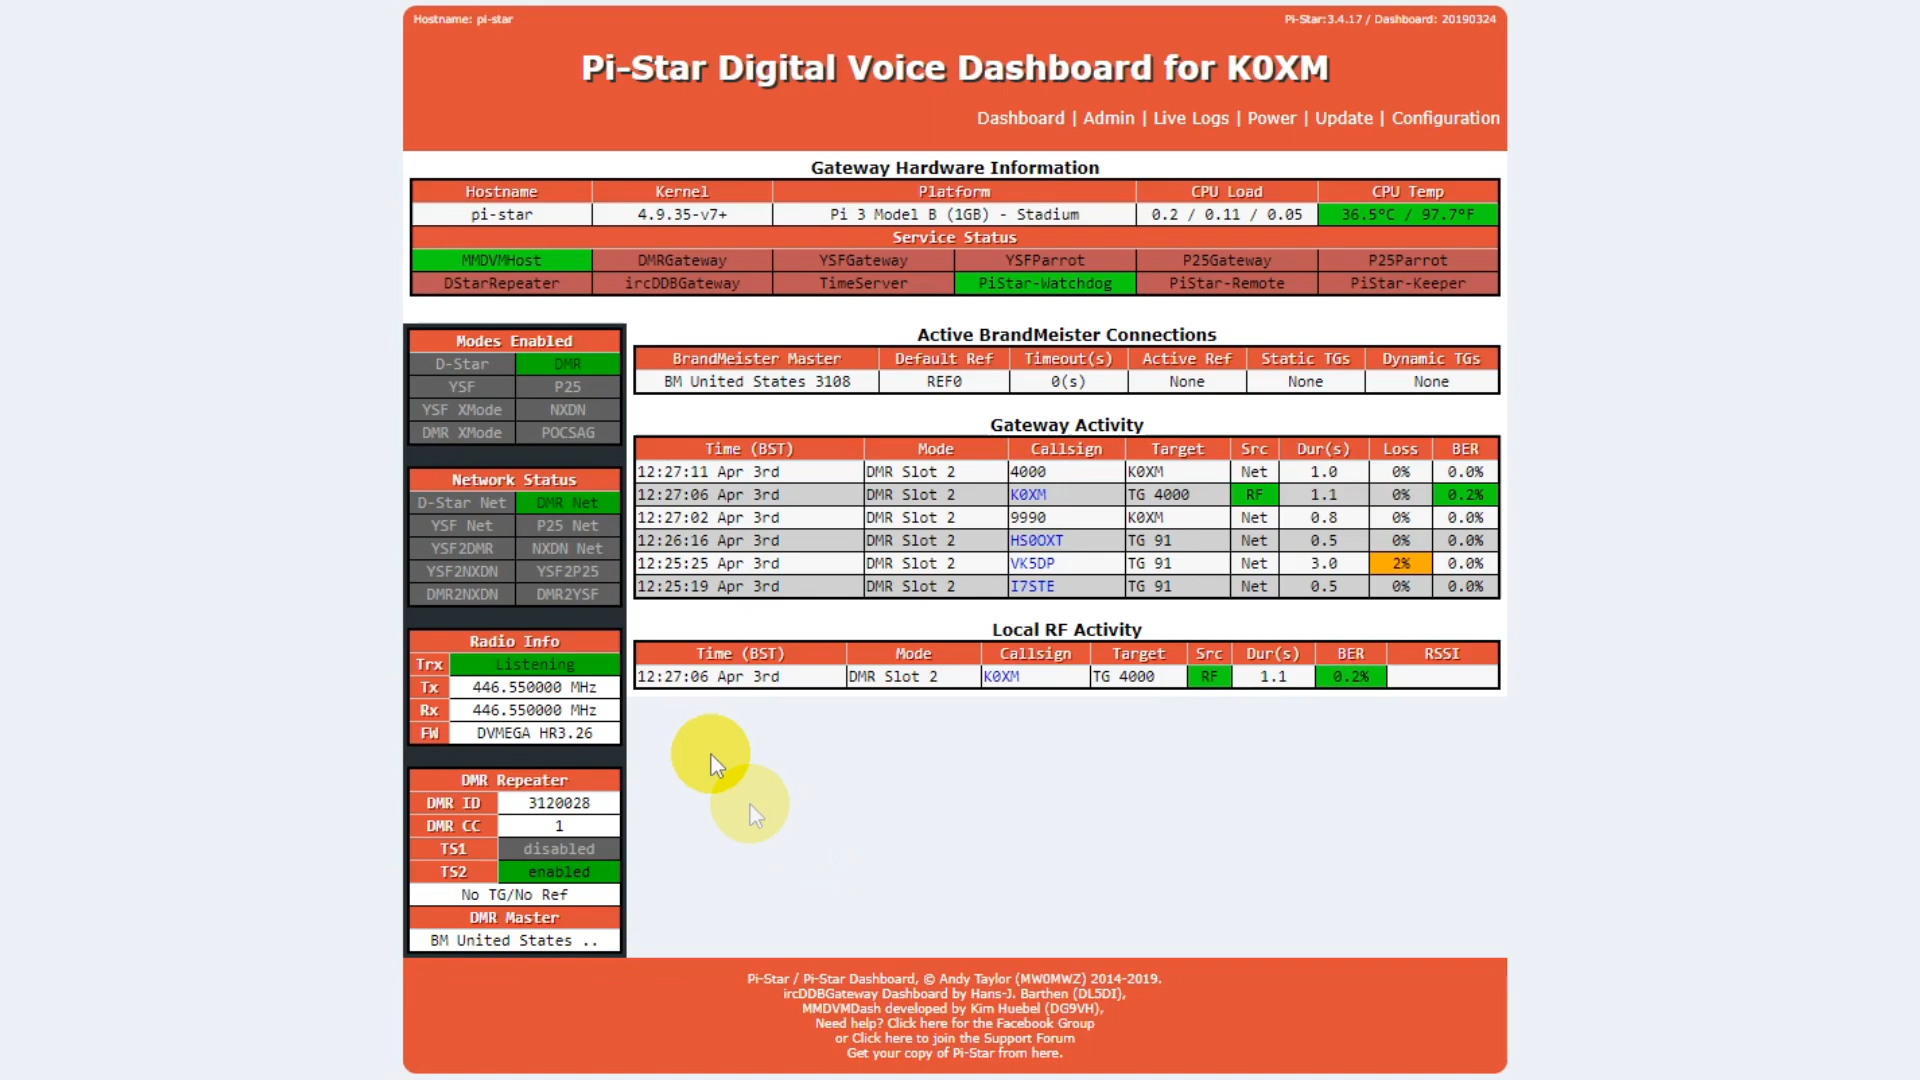 Hostname: pi-star
Pi-Star:3.4.17 / Dashboard: 20190324
Pi-Star Digital Voice Dashboard for K0XM
Dashboard | Admin | Live Logs | Power | Update | Configuration
Gateway Hardware Information
Hostname Kernel Platform CPU Load CPU Temp
pi-star 4.9.35-v7+ Pi 3 Model B (1GB) - Stadium 0.2 / 0.11 / 0.05 36.5°C / 97.7°F
Service Status
MMDVMHost DMRGateway YSFGateway YSFParrot P25Gateway P25Parrot
DStarRepeater ircDDBGateway TimeServer PiStar-Watchdog PiStar-Remote PiStar-Keeper
Modes Enabled
D-Star DMR
YSF P25
YSF XMode NXDN
DMR XMode POCSAG
Network Status
D-Star Net DMR Net
YSF Net P25 Net
YSF2DMR NXDN Net
YSF2NXDN YSF2P25
DMR2NXDN DMR2YSF
Radio Info
Trx Listening
Tx 446.550000 MHz
Rx 446.550000 MHz
FW DVMEGA HR3.26
DMR Repeater
DMR ID 3120028
DMR CC 1
TS1 disabled
TS2 enabled
No TG/No Ref
DMR Master
BM United States ..
Active BrandMeister Connections
BrandMeister Master Default Ref Timeout(s) Active Ref Static TGs Dynamic TGs
BM United States 3108 REF0 0(s) None None None
Gateway Activity
Time (BST) Mode Callsign Target Src Dur(s) Loss BER
12:27:11 Apr 3rd DMR Slot 2 4000 K0XM Net 1.0 0% 0.0%
12:27:06 Apr 3rd DMR Slot 2 K0XM TG 4000 RF 1.1 0% 0.2%
12:27:02 Apr 3rd DMR Slot 2 9990 K0XM Net 0.8 0% 0.0%
12:26:16 Apr 3rd DMR Slot 2 HS0OXT TG 91 Net 0.5 0% 0.0%
12:25:25 Apr 3rd DMR Slot 2 VK5DP TG 91 Net 3.0 2% 0.0%
12:25:19 Apr 3rd DMR Slot 2 I7STE TG 91 Net 0.5 0% 0.0%
Local RF Activity
Time (BST) Mode Callsign Target Src Dur(s) BER RSSI
12:27:06 Apr 3rd DMR Slot 2 K0XM TG 4000 RF 1.1 0.2%
Pi-Star / Pi-Star Dashboard, © Andy Taylor (MW0MWZ) 2014-2019.
ircDDBGateway Dashboard by Hans-J. Barthen (DL5DI),
MMDVMDash developed by Kim Huebel (DG9VH),
Need help? Click here for the Facebook Group
or Click here to join the Support Forum
Get your copy of Pi-Star from here.